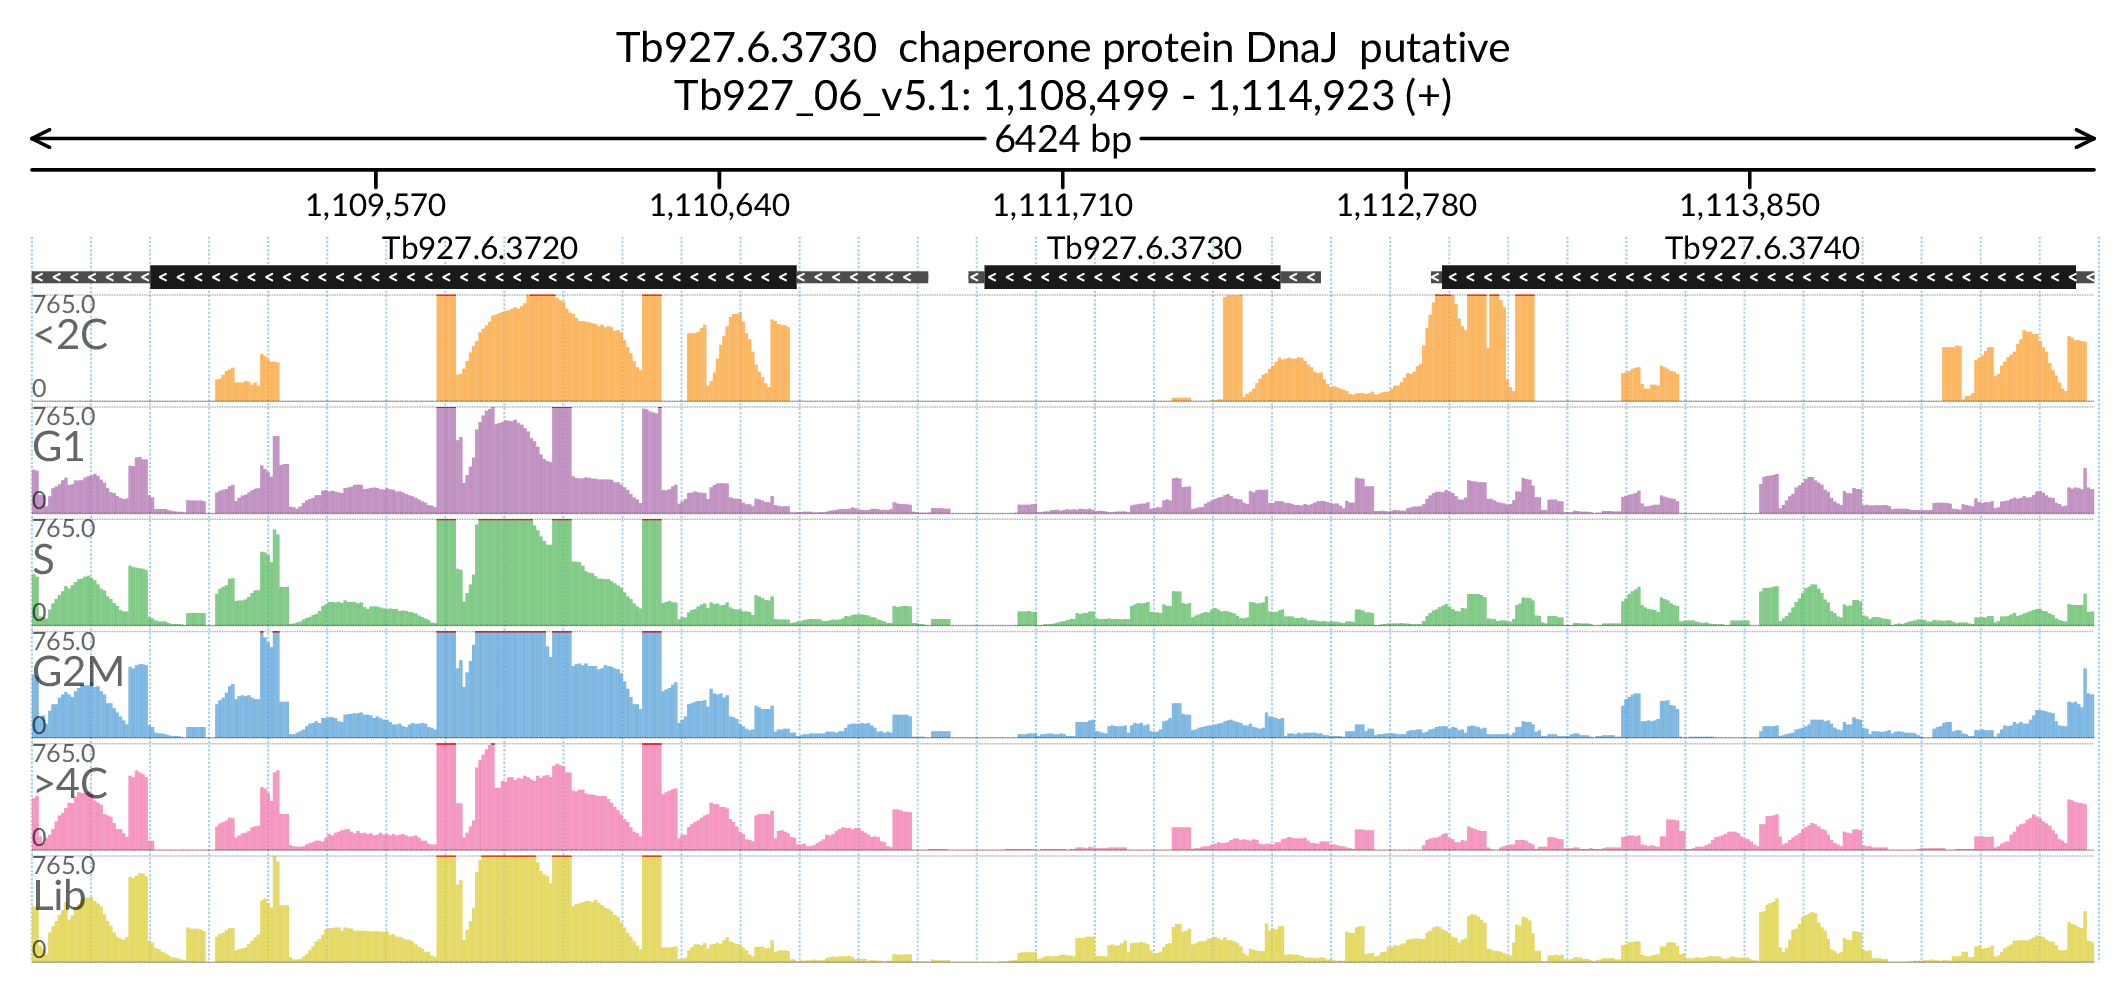 Tb927.6.3730 chaperone protein DnaJ putative
Tb927_06_v5.1: 1,108,499 - 1,114,923 (+)
6424 bp
1,109,570 1,110,640 1,111,710 1,112,780 1,113,850
Tb927.6.3720 Tb927.6.3730 Tb927.6.3740
765.0
<2C
0
765.0
G1
0
765.0
S
0
765.0
G2M
0
765.0
>4C
0
765.0
Lib
0